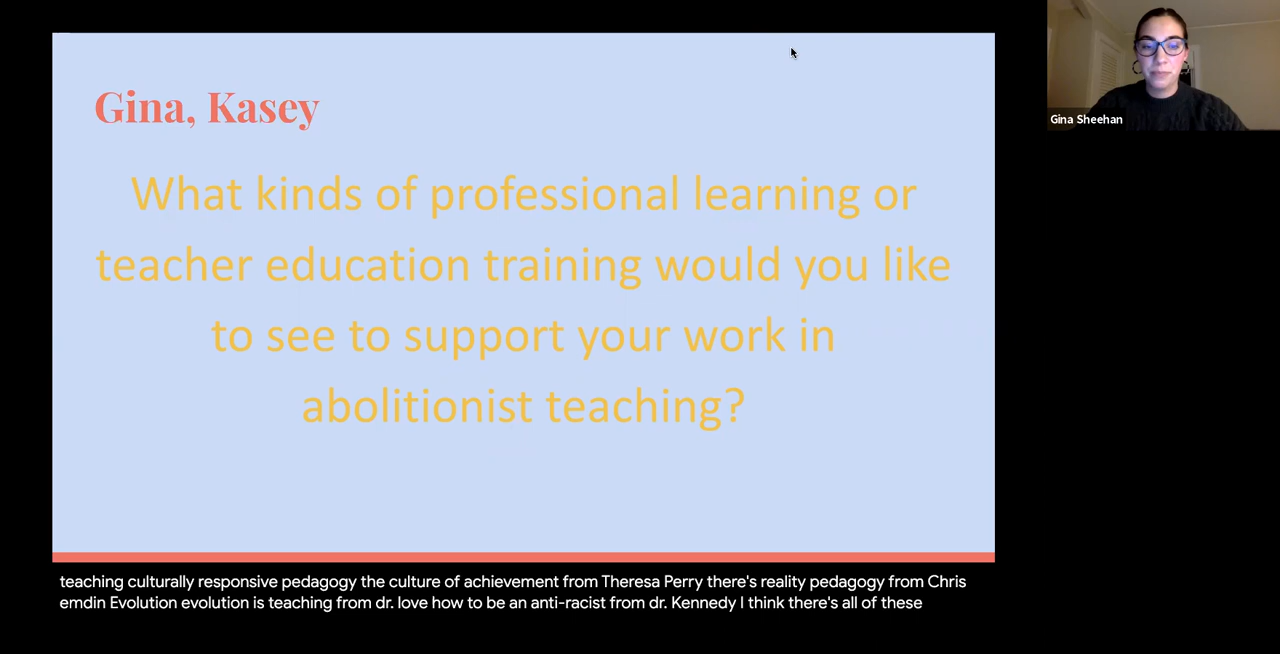 Gina, Kasey
What kinds of professional learning or
teacher education training would you like
to see to support your work in
abolitionist teaching?
Gina Sheehan
teaching culturally responsive pedagogy the culture of achievement from Theresa Perry there's reality pedagogy from Chris
emdin Evolution evolution is teaching from dr. love how to be an anti-racist from dr. Kennedy I think there's all of these